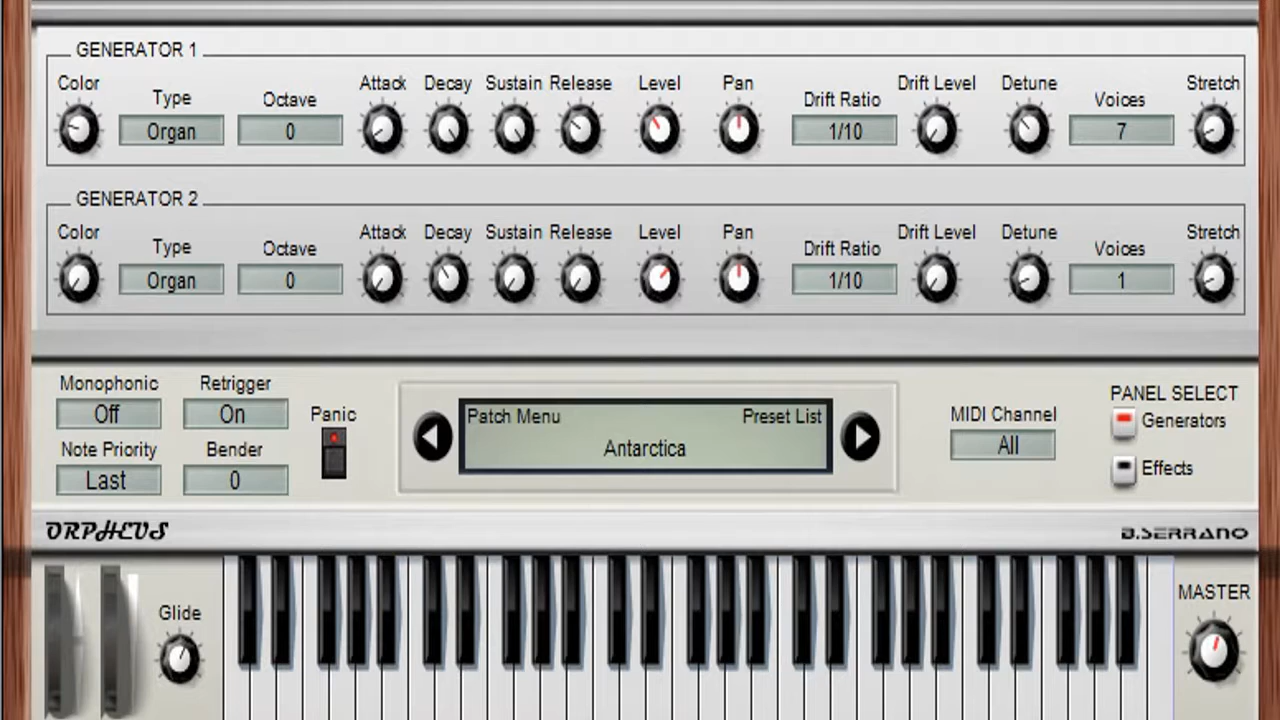 GENERATOR 1
Color Type Octave Attack Decay Sustain Release Level Pan Drift Ratio Drift Level Detune Voices Stretch
Organ 0 1/10 7
GENERATOR 2
Color Type Octave Attack Decay Sustain Release Level Pan Drift Ratio Drift Level Detune Voices Stretch
Organ 0 1/10 1
Monophonic Retrigger
Off On
Note Priority Bender
Last 0
Panic
Patch Menu Preset List
Antarctica
MIDI Channel
All
PANEL SELECT
Generators
Effects
ORPHEUS B.SERRANO
Glide
MASTER